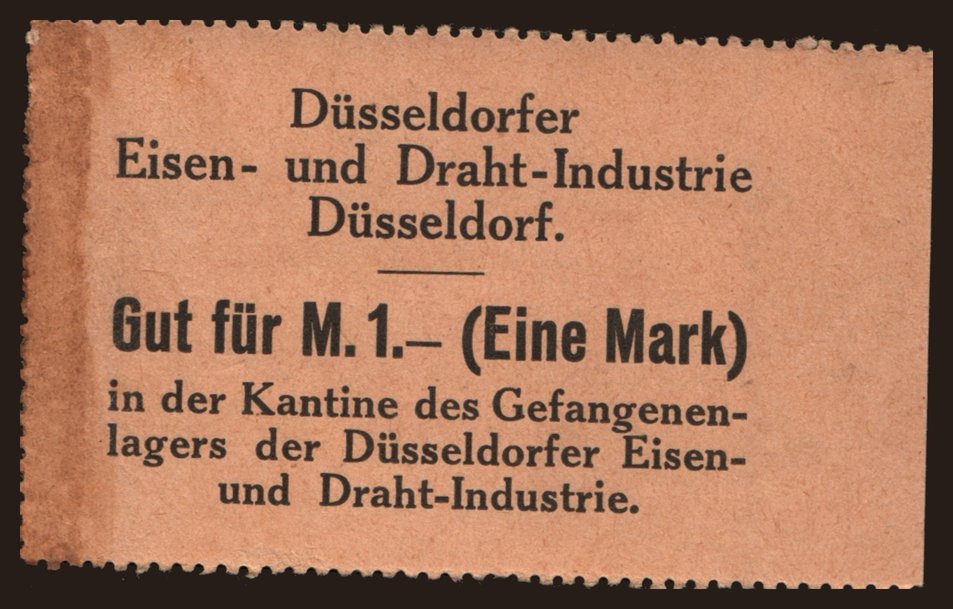 Düsseldorfer
Eisen- und Draht-Industrie
Düsseldorf.
Gut für M. 1.— (Eine Mark)
in der Kantine des Gefangenen-
lagers der Düsseldorfer Eisen-
und Draht-Industrie.